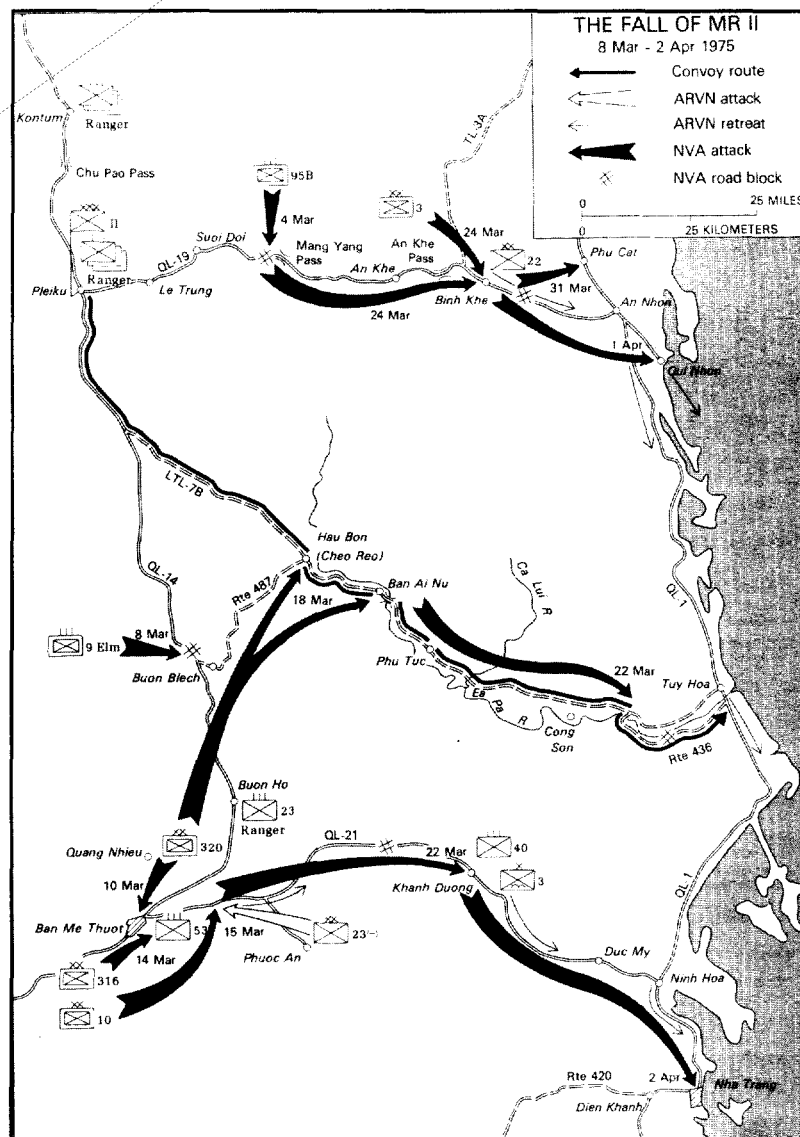 THE FALL OF MR II
8 Mar - 2 Apr 1975
Convoy route
ARVN attack
ARVN retreat
NVA attack
NVA road block
0 25 MILES
0 25 KILOMETERS
Kontum
Ranger
TL-3A
Chu Pao Pass
95B
3
4 Mar
II
Suoi Doi
Mang Yang
Pass
An Khe
Pass
24 Mar
22
Phu Cat
QL-19
Ranger
An Khe
Pleiku
Le Trung
Binh Khe
31 Mar
An Nhon
24 Mar
1 Apr
Qui Nhon
LTL-7B
Hau Bon
(Cheo Reo)
QL-14
Rte 487
18 Mar
Ban Ai Nu
Ca Lui R
QL-1
8 Mar
9 Elm
Buon Blech
Phu Tuc
22 Mar
Tuy Hoa
Ea Pa R
Cong
Son
Rte 436
Buon Ho
23
Ranger
320
QL-21
Quang Nhieu
22 Mar
40
10 Mar
Khanh Duong
3
QL-1
Ban Me Thuot
53
15 Mar
23(-)
14 Mar
Phuoc An
Duc My
316
Ninh Hoa
10
Rte 420
2 Apr
Nha Trang
Dien Khanh